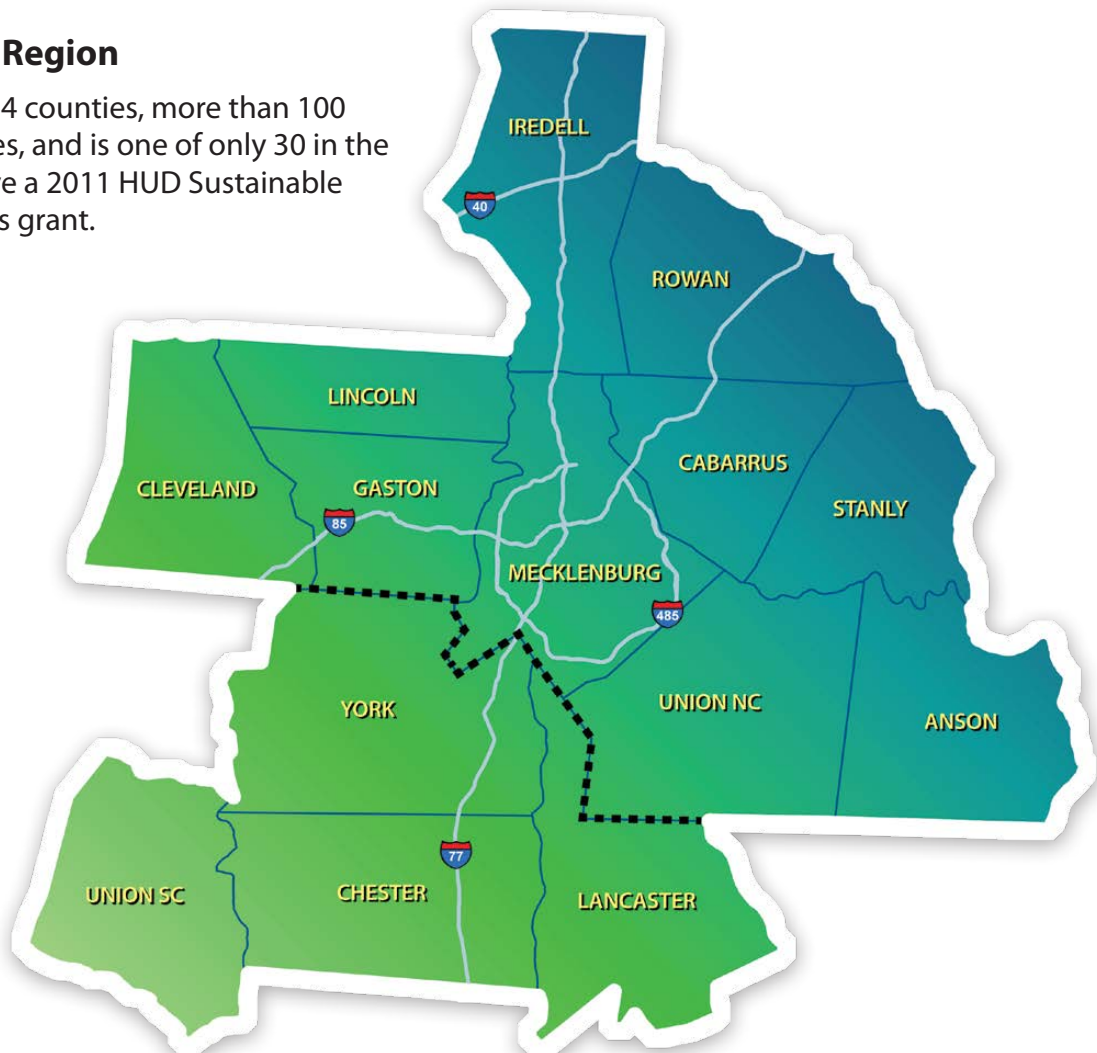 Region
4 counties, more than 100
es, and is one of only 30 in the
e a 2011 HUD Sustainable
s grant.
IREDELL
40
ROWAN
LINCOLN
CABARRUS
CLEVELAND
GASTON
STANLY
85
MECKLENBURG
485
YORK
UNION NC
ANSON
77
UNION SC
CHESTER
LANCASTER